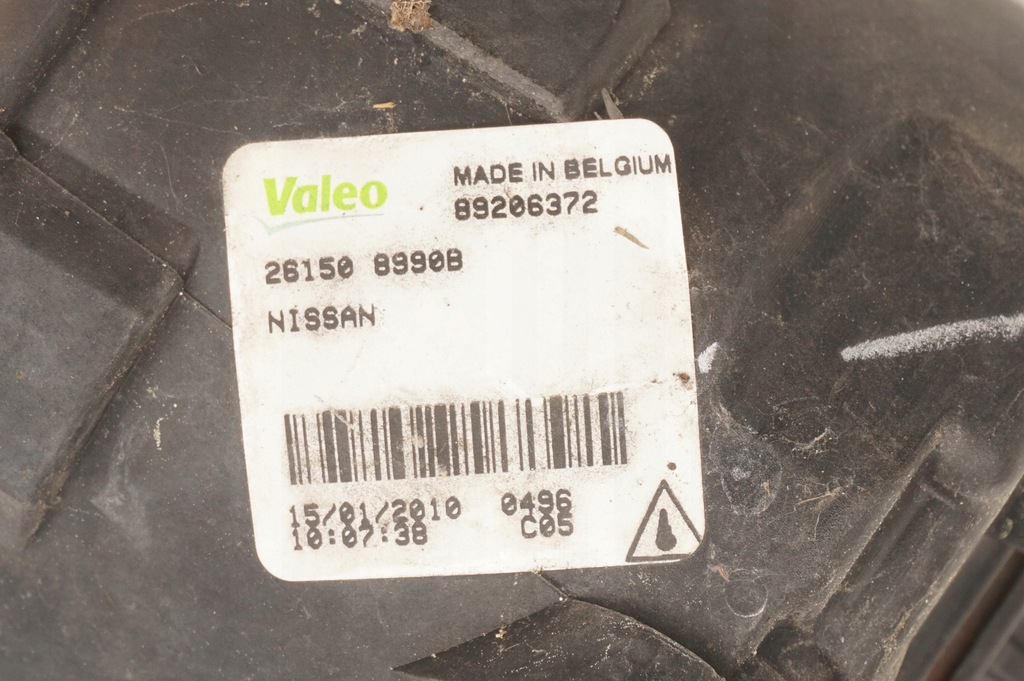 Valeo
MADE IN BELGIUM
89206372
26150 8990B
NISSAN
15/01/2010 0496
10:07:38 C05